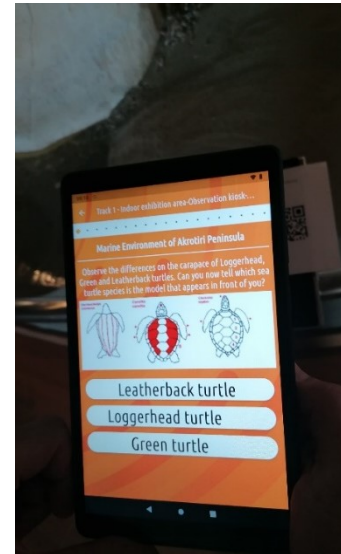 Track 1 - Indoor exhibition area-Observation kiosk-...
Marine Environment of Akrotiri Peninsula
Observe the differences on the carapace of Loggerhead,
Green and Leatherback turtles. Can you now tell which sea
turtle species is the model that appears in front of you?
Leatherback turtle
Loggerhead turtle
Green turtle